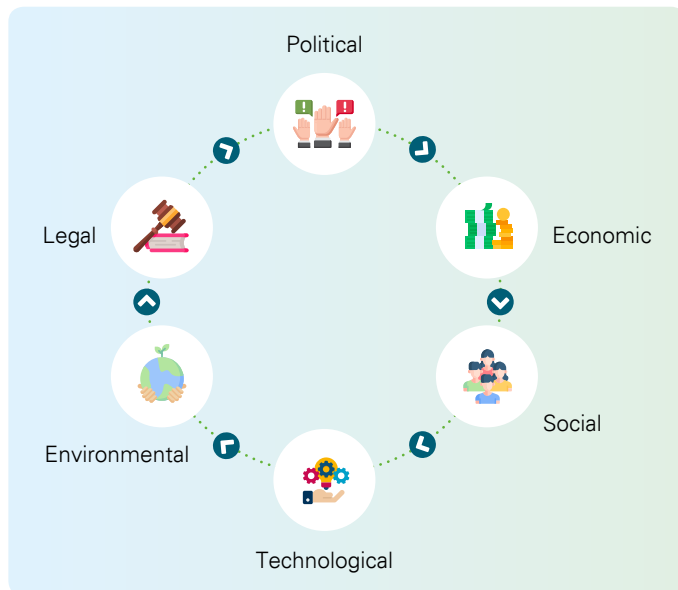 Political
Economic
Social
Technological
Environmental
Legal